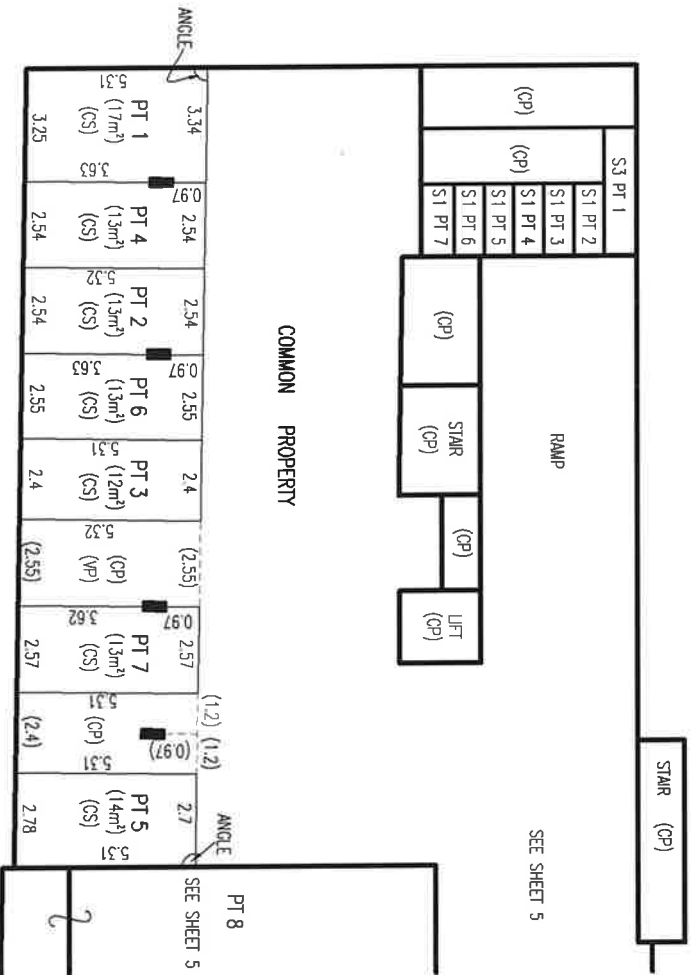 ANGLE
5.31
3.25
PT 1
(17m²)
(CS)
3.34
3.63
0.97
2.54
PT 4
(13m²)
(CS)
2.54
5.32
2.54
PT 2
(13m²)
(CS)
2.54
3.63
0.97
2.55
PT 6
(13m²)
(CS)
2.55
5.31
2.4
PT 3
(12m²)
(CS)
2.4
5.32
(2.55)
(CP)
(VP)
(2.55)
3.62
0.97
2.57
PT 7
(13m²)
(CS)
2.57
5.31
(1.2)
(1.2)
(0.97)
(CP)
(2.4)
5.31
2.7
PT 5
(14m²)
(CS)
2.78
5.31
ANGLE
COMMON PROPERTY
(CP)
(CP)
S3 PT 1
S1 PT 2
S1 PT 3
S1 PT 4
S1 PT 5
S1 PT 6
S1 PT 7
(CP)
STAIR
(CP)
(CP)
LIFT
(CP)
RAMP
STAIR (CP)
SEE SHEET 5
PT 8
SEE SHEET 5